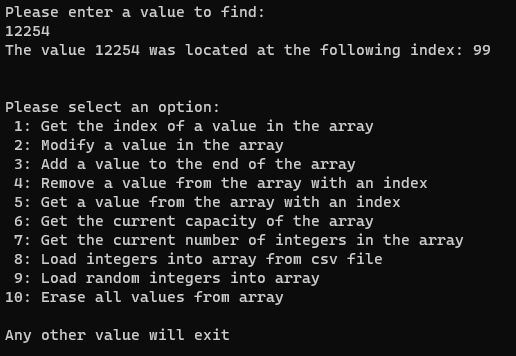 Please enter a value to find:
12254
The value 12254 was located at the following index: 99
Please select an option:
1: Get the index of a value in the array
2: Modify a value in the array
3: Add a value to the end of the array
4: Remove a value from the array with an index
5: Get a value from the array with an index
6: Get the current capacity of the array
7: Get the current number of integers in the array
8: Load integers into array from csv file
9: Load random integers into array
10: Erase all values from array
Any other value will exit